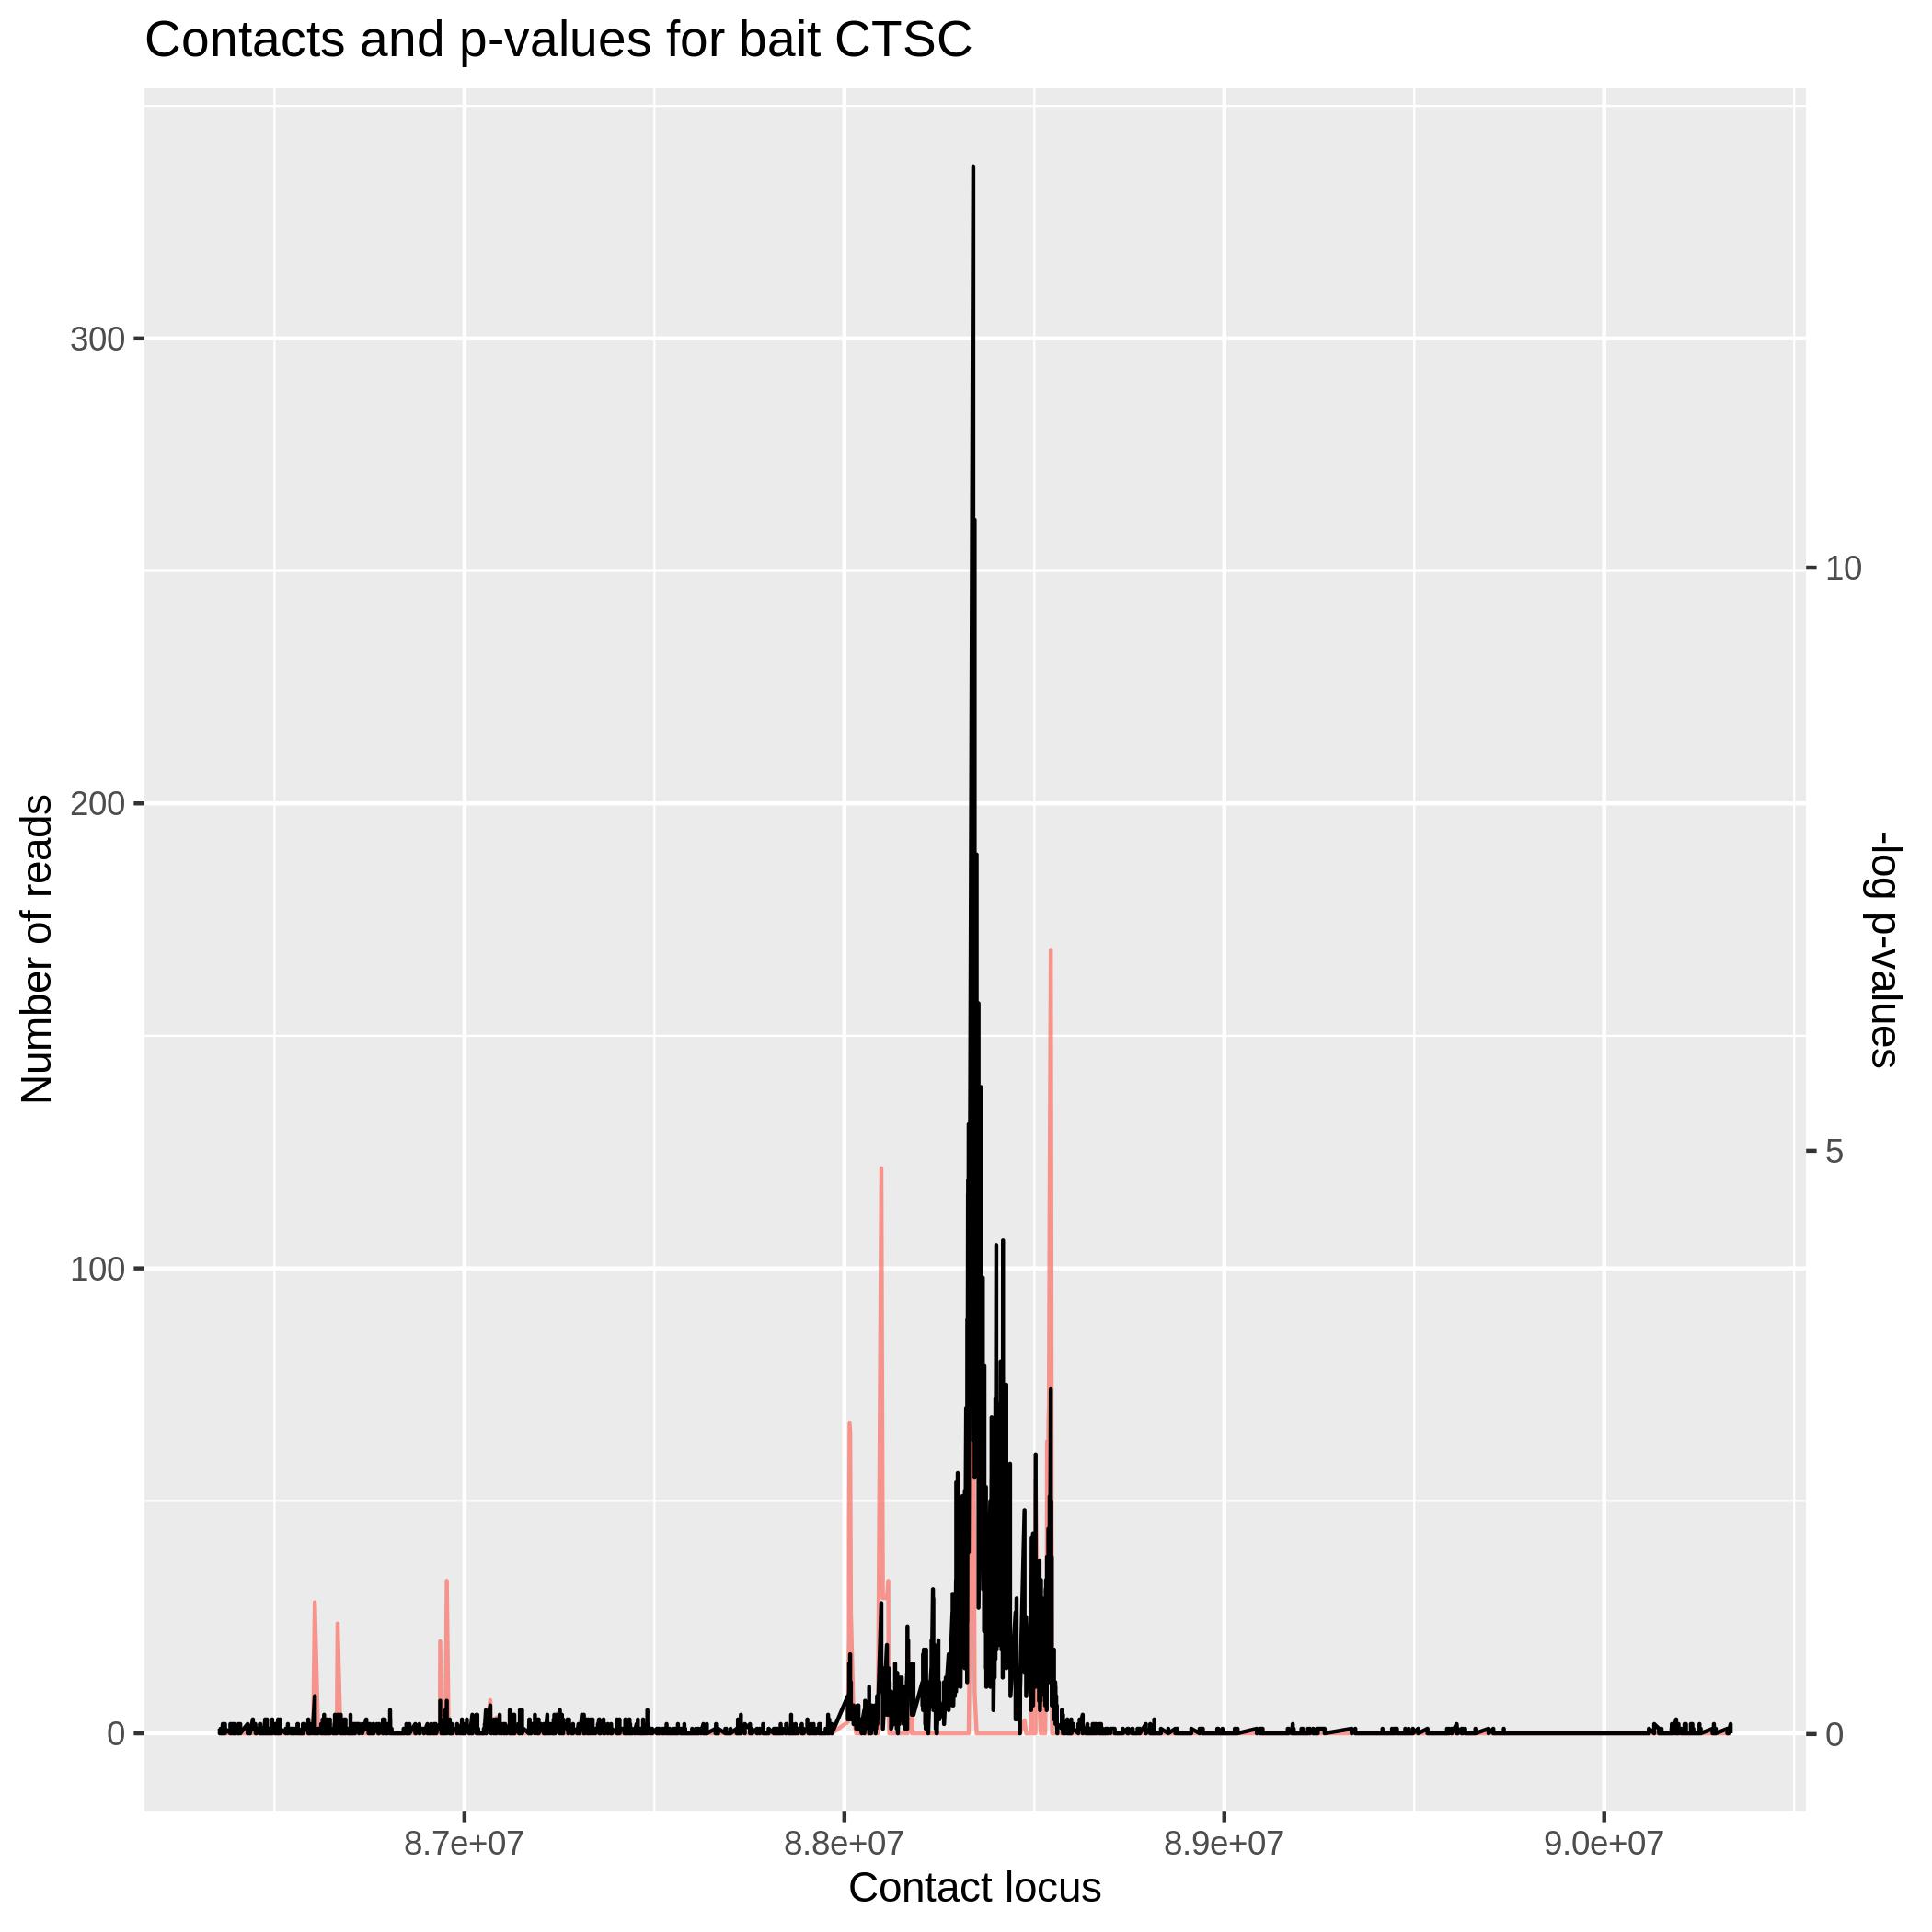 Contacts and p-values for bait CTSC
Number of reads
300
200
100
0
10
5
0
-log p-values
8.7e+07
8.8e+07
8.9e+07
9.0e+07
Contact locus